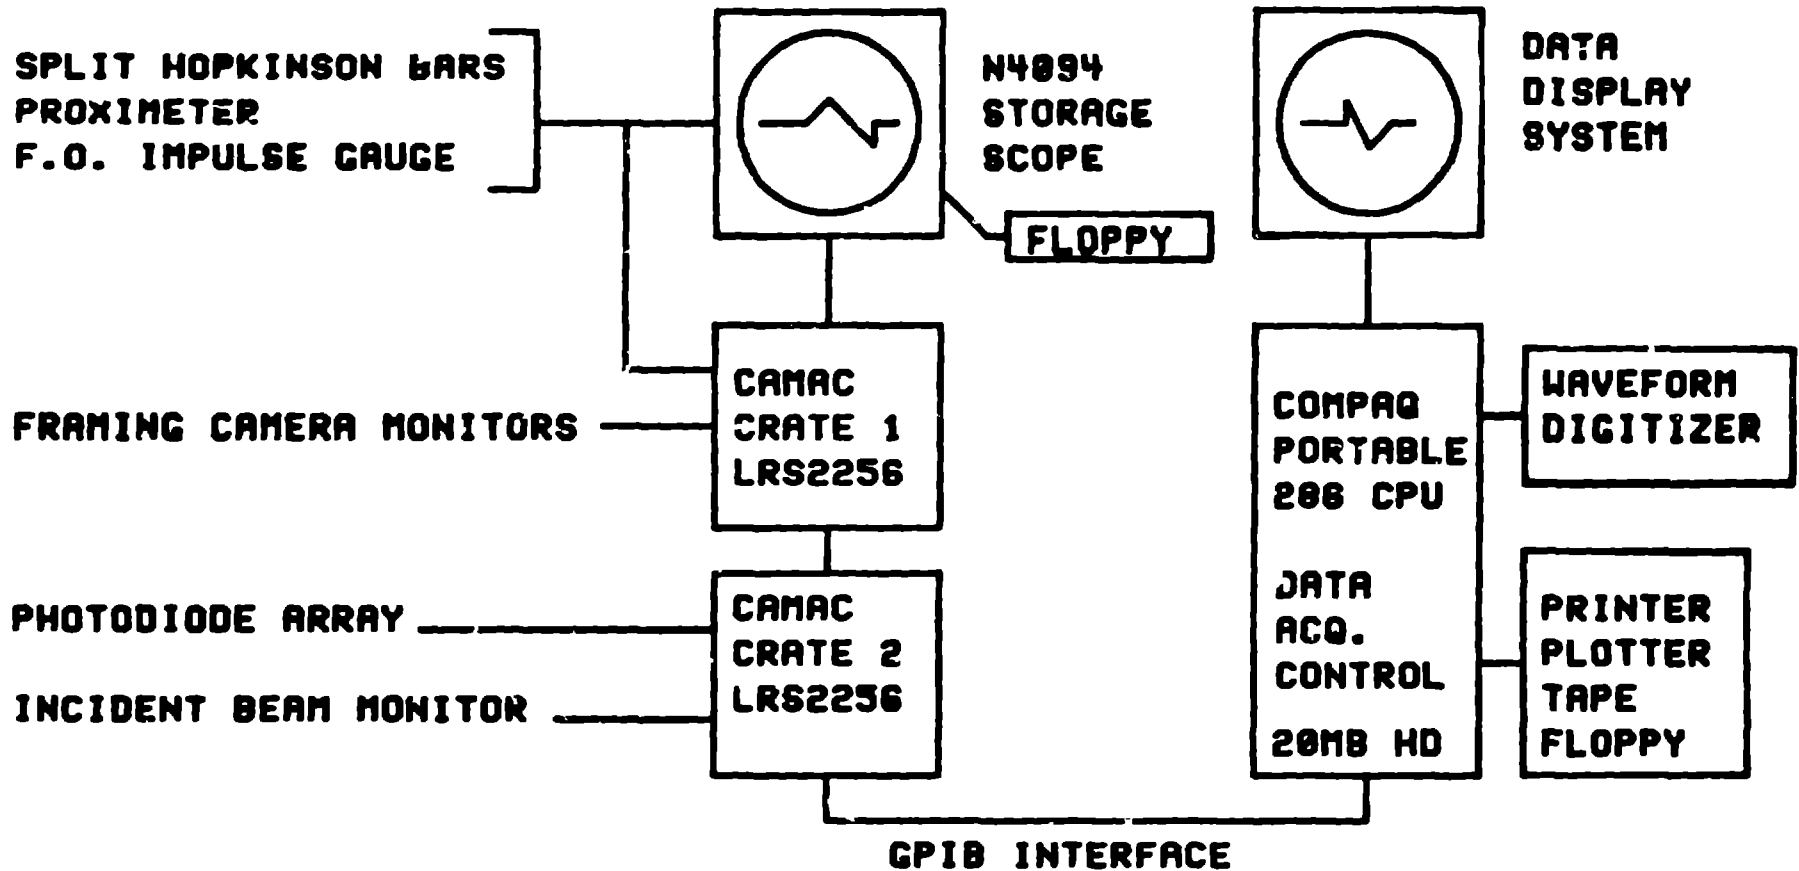 SPLIT HOPKINSON BARS
PROXIMETER
F.O. IMPULSE GAUGE
N4094
STORAGE
SCOPE
FLOPPY
DATA
DISPLAY
SYSTEM
FRAMING CAMERA MONITORS
CAMAC
CRATE 1
LRS2256
PHOTODIODE ARRAY
INCIDENT BEAM MONITOR
CAMAC
CRATE 2
LRS2256
COMPAQ
PORTABLE
286 CPU
DATA
ACQ.
CONTROL
20MB HD
WAVEFORM
DIGITIZER
PRINTER
PLOTTER
TAPE
FLOPPY
GPIB INTERFACE